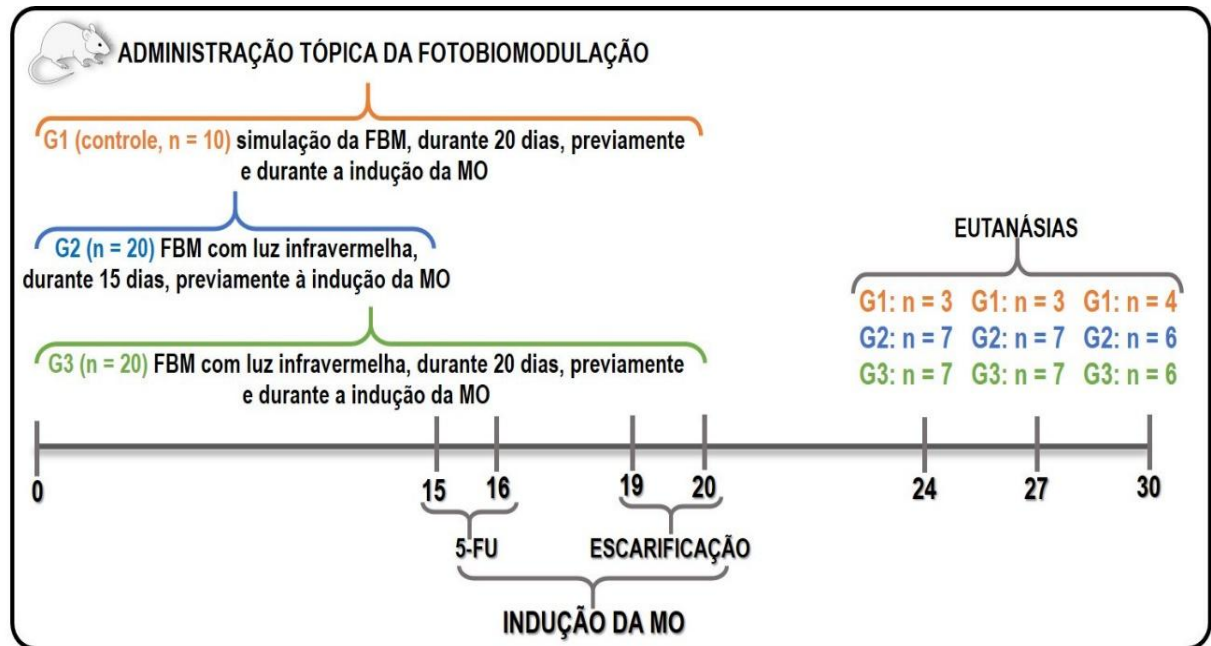 ADMINISTRAÇÃO TÓPICA DA FOTOBIOMODULAÇÃO
G1 (controle, n = 10) simulação da FBM, durante 20 dias, previamente
e durante a indução da MO
G2 (n = 20) FBM com luz infravermelha,
durante 15 dias, previamente à indução da MO
G3 (n = 20) FBM com luz infravermelha, durante 20 dias, previamente
e durante a indução da MO
EUTANÁSIAS
G1: n = 3 G1: n = 3 G1: n = 4
G2: n = 7 G2: n = 7 G2: n = 6
G3: n = 7 G3: n = 7 G3: n = 6
0 15 16 19 20 24 27 30
5-FU ESCARIFICAÇÃO
INDUÇÃO DA MO